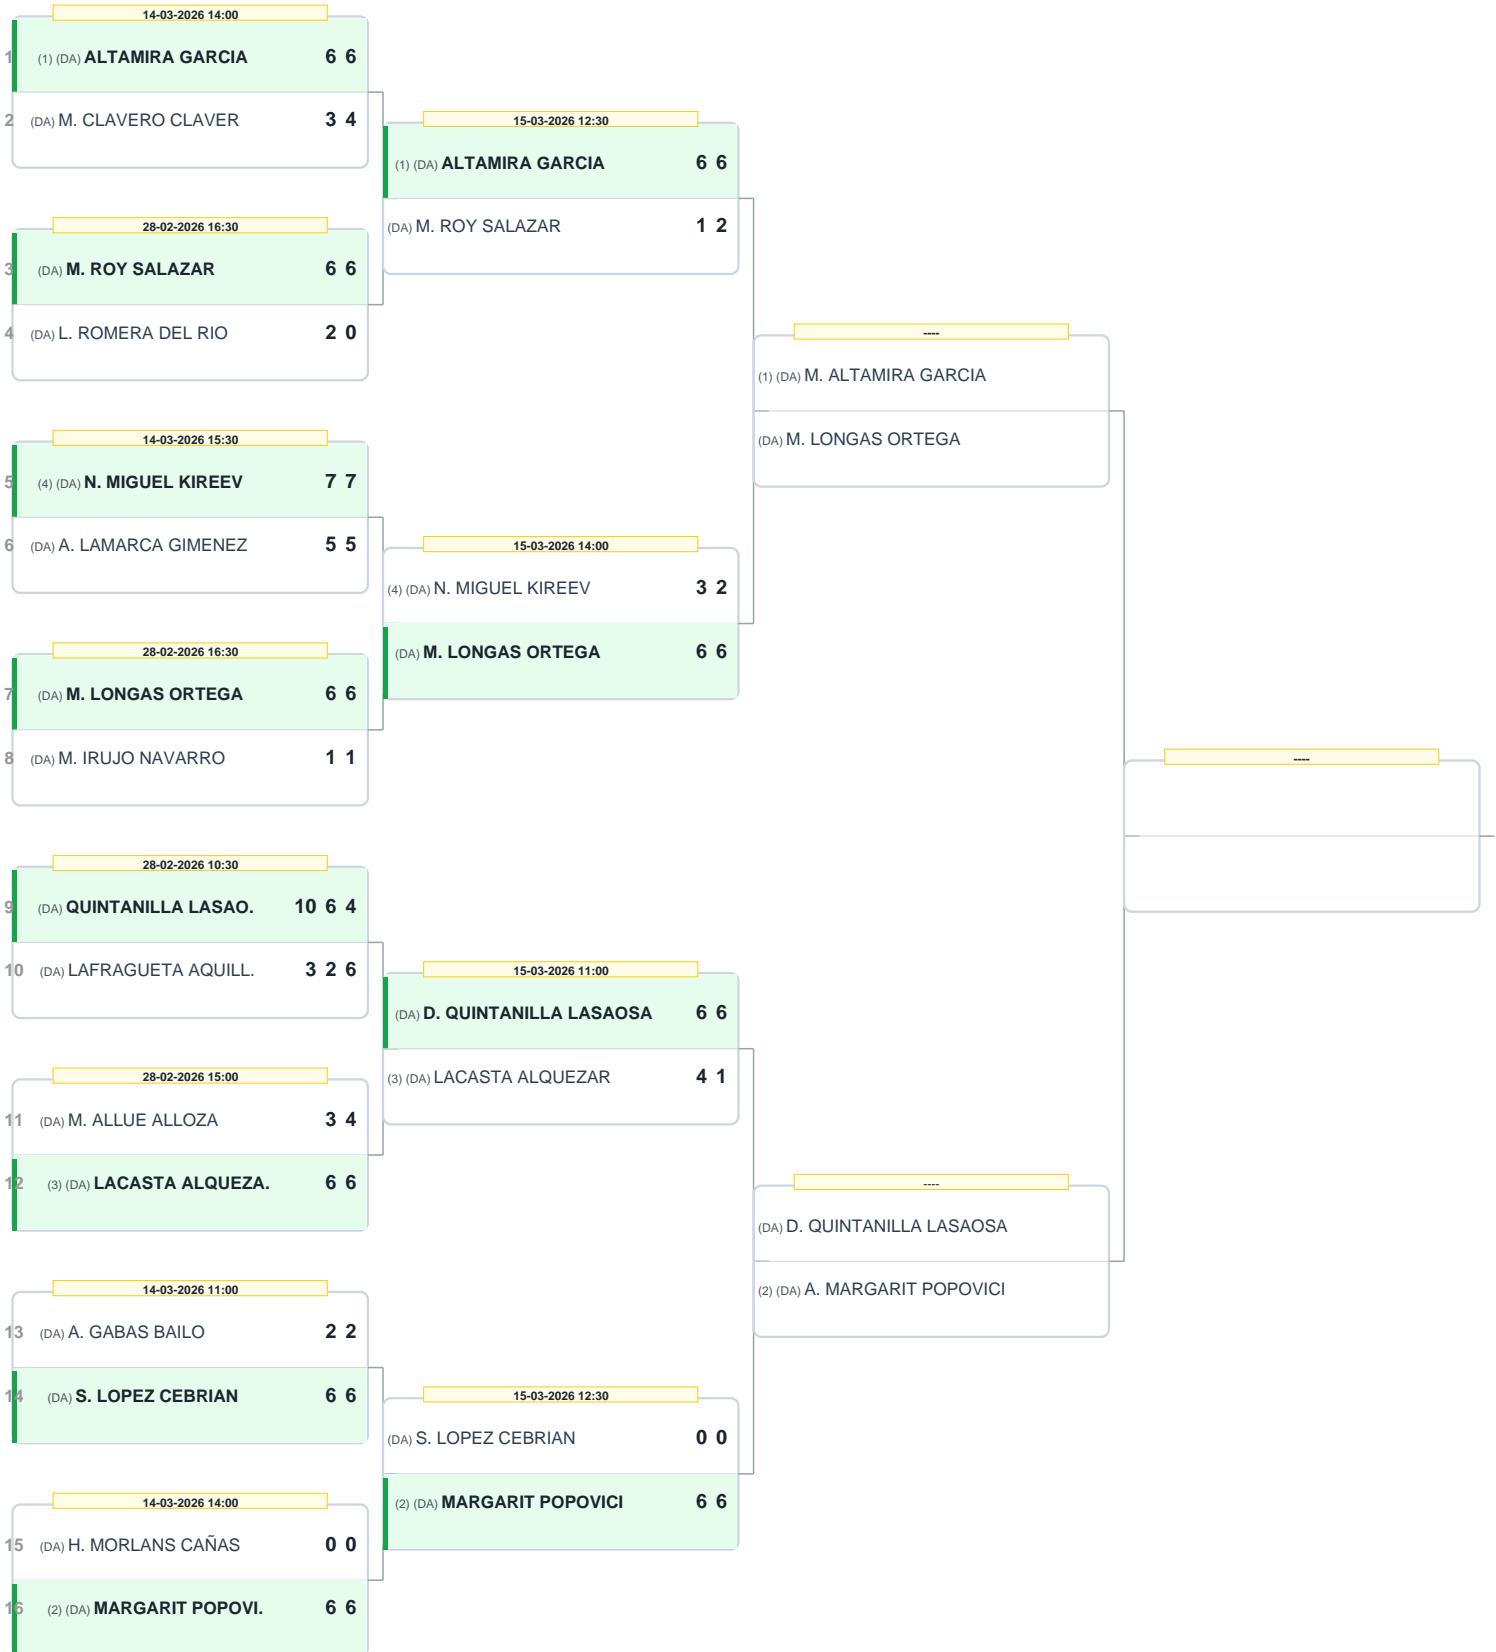 14-03-2026 14:00
1 (1) (DA) ALTAMIRA GARCIA 6 6
2 (DA) M. CLAVERO CLAVER 3 4
28-02-2026 16:30
3 (DA) M. ROY SALAZAR 6 6
4 (DA) L. ROMERA DEL RIO 2 0
14-03-2026 15:30
5 (4) (DA) N. MIGUEL KIREEV 7 7
6 (DA) A. LAMARCA GIMENEZ 5 5
28-02-2026 16:30
7 (DA) M. LONGAS ORTEGA 6 6
8 (DA) M. IRUJO NAVARRO 1 1
28-02-2026 10:30
9 (DA) QUINTANILLA LASAO. 10 6 4
10 (DA) LAFRAGUETA AQUILL. 3 2 6
28-02-2026 15:00
11 (DA) M. ALLUE ALLOZA 3 4
12 (3) (DA) LACASTA ALQUEZA. 6 6
14-03-2026 11:00
13 (DA) A. GABAS BAILO 2 2
14 (DA) S. LOPEZ CEBRIAN 6 6
14-03-2026 14:00
15 (DA) H. MORLANS CAÑAS 0 0
16 (2) (DA) MARGARIT POPOVI. 6 6
15-03-2026 12:30
(1) (DA) ALTAMIRA GARCIA 6 6
(DA) M. ROY SALAZAR 1 2
15-03-2026 14:00
(4) (DA) N. MIGUEL KIREEV 3 2
(DA) M. LONGAS ORTEGA 6 6
15-03-2026 11:00
(DA) D. QUINTANILLA LASAOSA 6 6
(3) (DA) LACASTA ALQUEZAR 4 1
15-03-2026 12:30
(DA) S. LOPEZ CEBRIAN 0 0
(2) (DA) MARGARIT POPOVICI 6 6
----
(1) (DA) M. ALTAMIRA GARCIA
(DA) M. LONGAS ORTEGA
----
(DA) D. QUINTANILLA LASAOSA
(2) (DA) A. MARGARIT POPOVICI
----